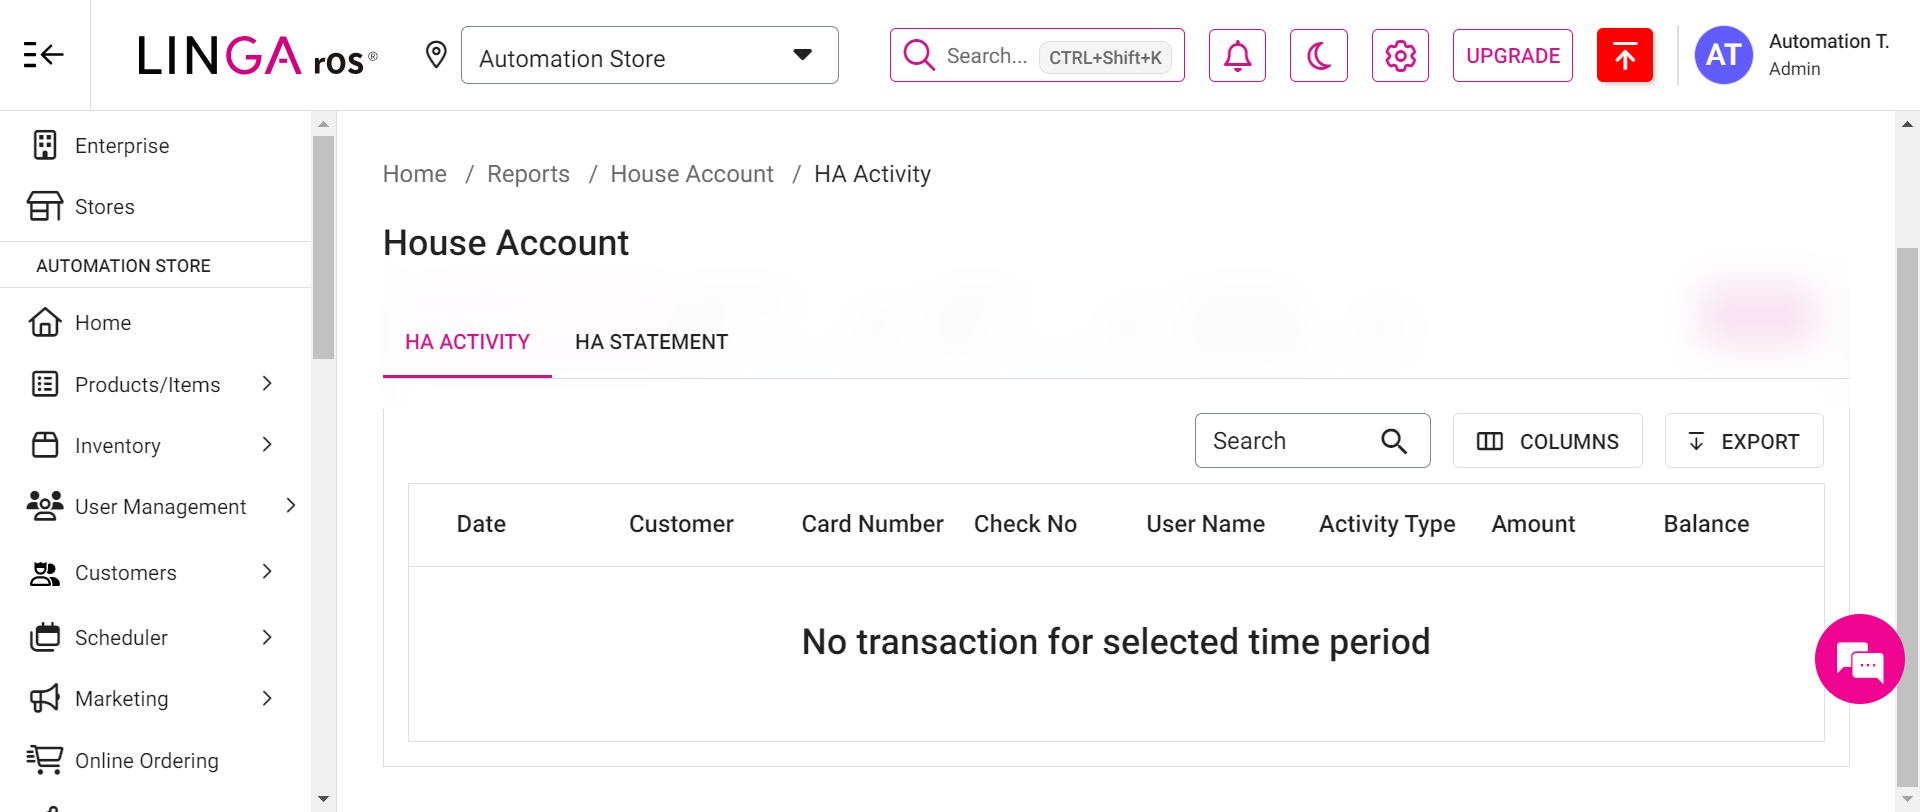 LINGA ros®
Automation Store
Search... CTRL+Shift+K
UPGRADE
AT
Automation T.
Admin
Enterprise
Stores
AUTOMATION STORE
Home
Products/Items
Inventory
User Management
Customers
Scheduler
Marketing
Online Ordering
Home / Reports / House Account / HA Activity
House Account
HA ACTIVITY HA STATEMENT
Search COLUMNS EXPORT
Date Customer Card Number Check No User Name Activity Type Amount Balance
No transaction for selected time period